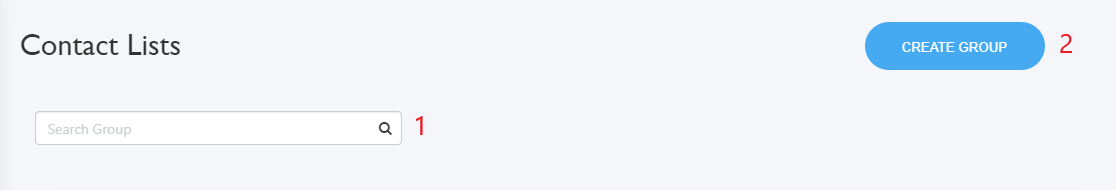 Contact Lists
CREATE GROUP 2
Search Group 1